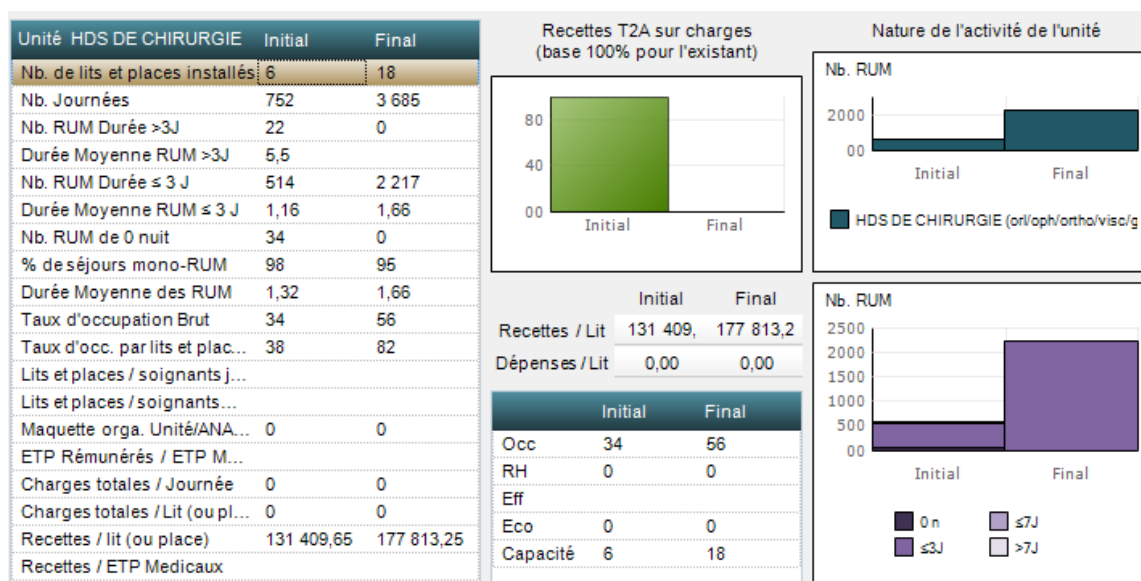 Unité HDS DE CHIRURGIE Initial Final
Nb. de lits et places installés 6 18
Nb. Journées 752 3 685
Nb. RUM Durée >3J 22 0
Durée Moyenne RUM >3J 5,5
Nb. RUM Durée ≤ 3 J 514 2 217
Durée Moyenne RUM ≤ 3 J 1,16 1,66
Nb. RUM de 0 nuit 34 0
% de séjours mono-RUM 98 95
Durée Moyenne des RUM 1,32 1,66
Taux d'occupation Brut 34 56
Taux d'occ. par lits et plac... 38 82
Lits et places / soignants j...
Lits et places / soignants...
Maquette orga. Unité/ANA... 0 0
ETP Rémunérés / ETP M...
Charges totales / Journée 0 0
Charges totales / Lit (ou pl... 0 0
Recettes / lit (ou place) 131 409,65 177 813,25
Recettes / ETP Medicaux
Recettes T2A sur charges
(base 100% pour l'existant)
80
40
00
Initial Final
Initial Final
Recettes / Lit 131 409, 177 813,2
Dépenses / Lit 0,00 0,00
Initial Final
Occ 34 56
RH 0 0
Eff
Eco 0 0
Capacité 6 18
Nature de l'activité de l'unité
Nb. RUM
2000
00
Initial Final
HDS DE CHIRURGIE (orl/oph/ortho/visc/g
Nb. RUM
2500
2000
1500
1000
500
00
Initial Final
0 n ≤7J
≤3J >7J